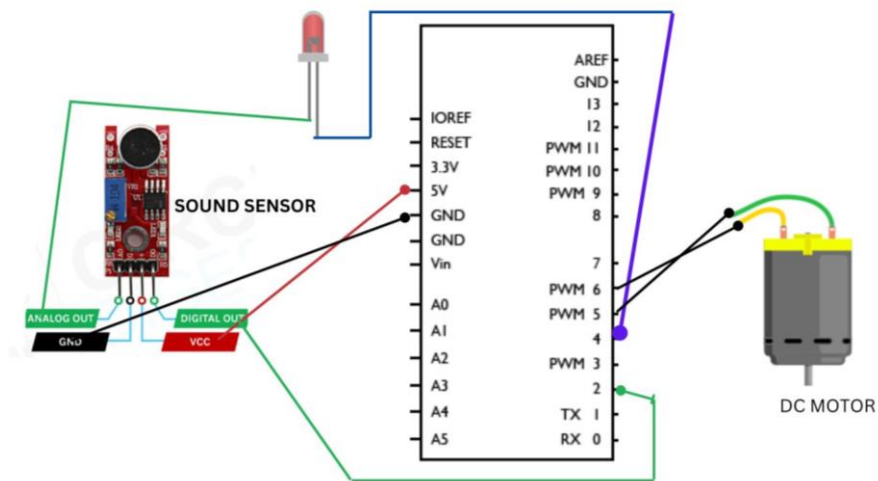 SOUND SENSOR
ANALOG OUT
DIGITAL OUT
GND
VCC
IOREF
RESET
3.3V
5V
GND
GND
Vin
A0
A1
A2
A3
A4
A5
AREF
GND
13
12
PWM 11
PWM 10
PWM 9
8
7
PWM 6
PWM 5
4
PWM 3
2
TX 1
RX 0
DC MOTOR